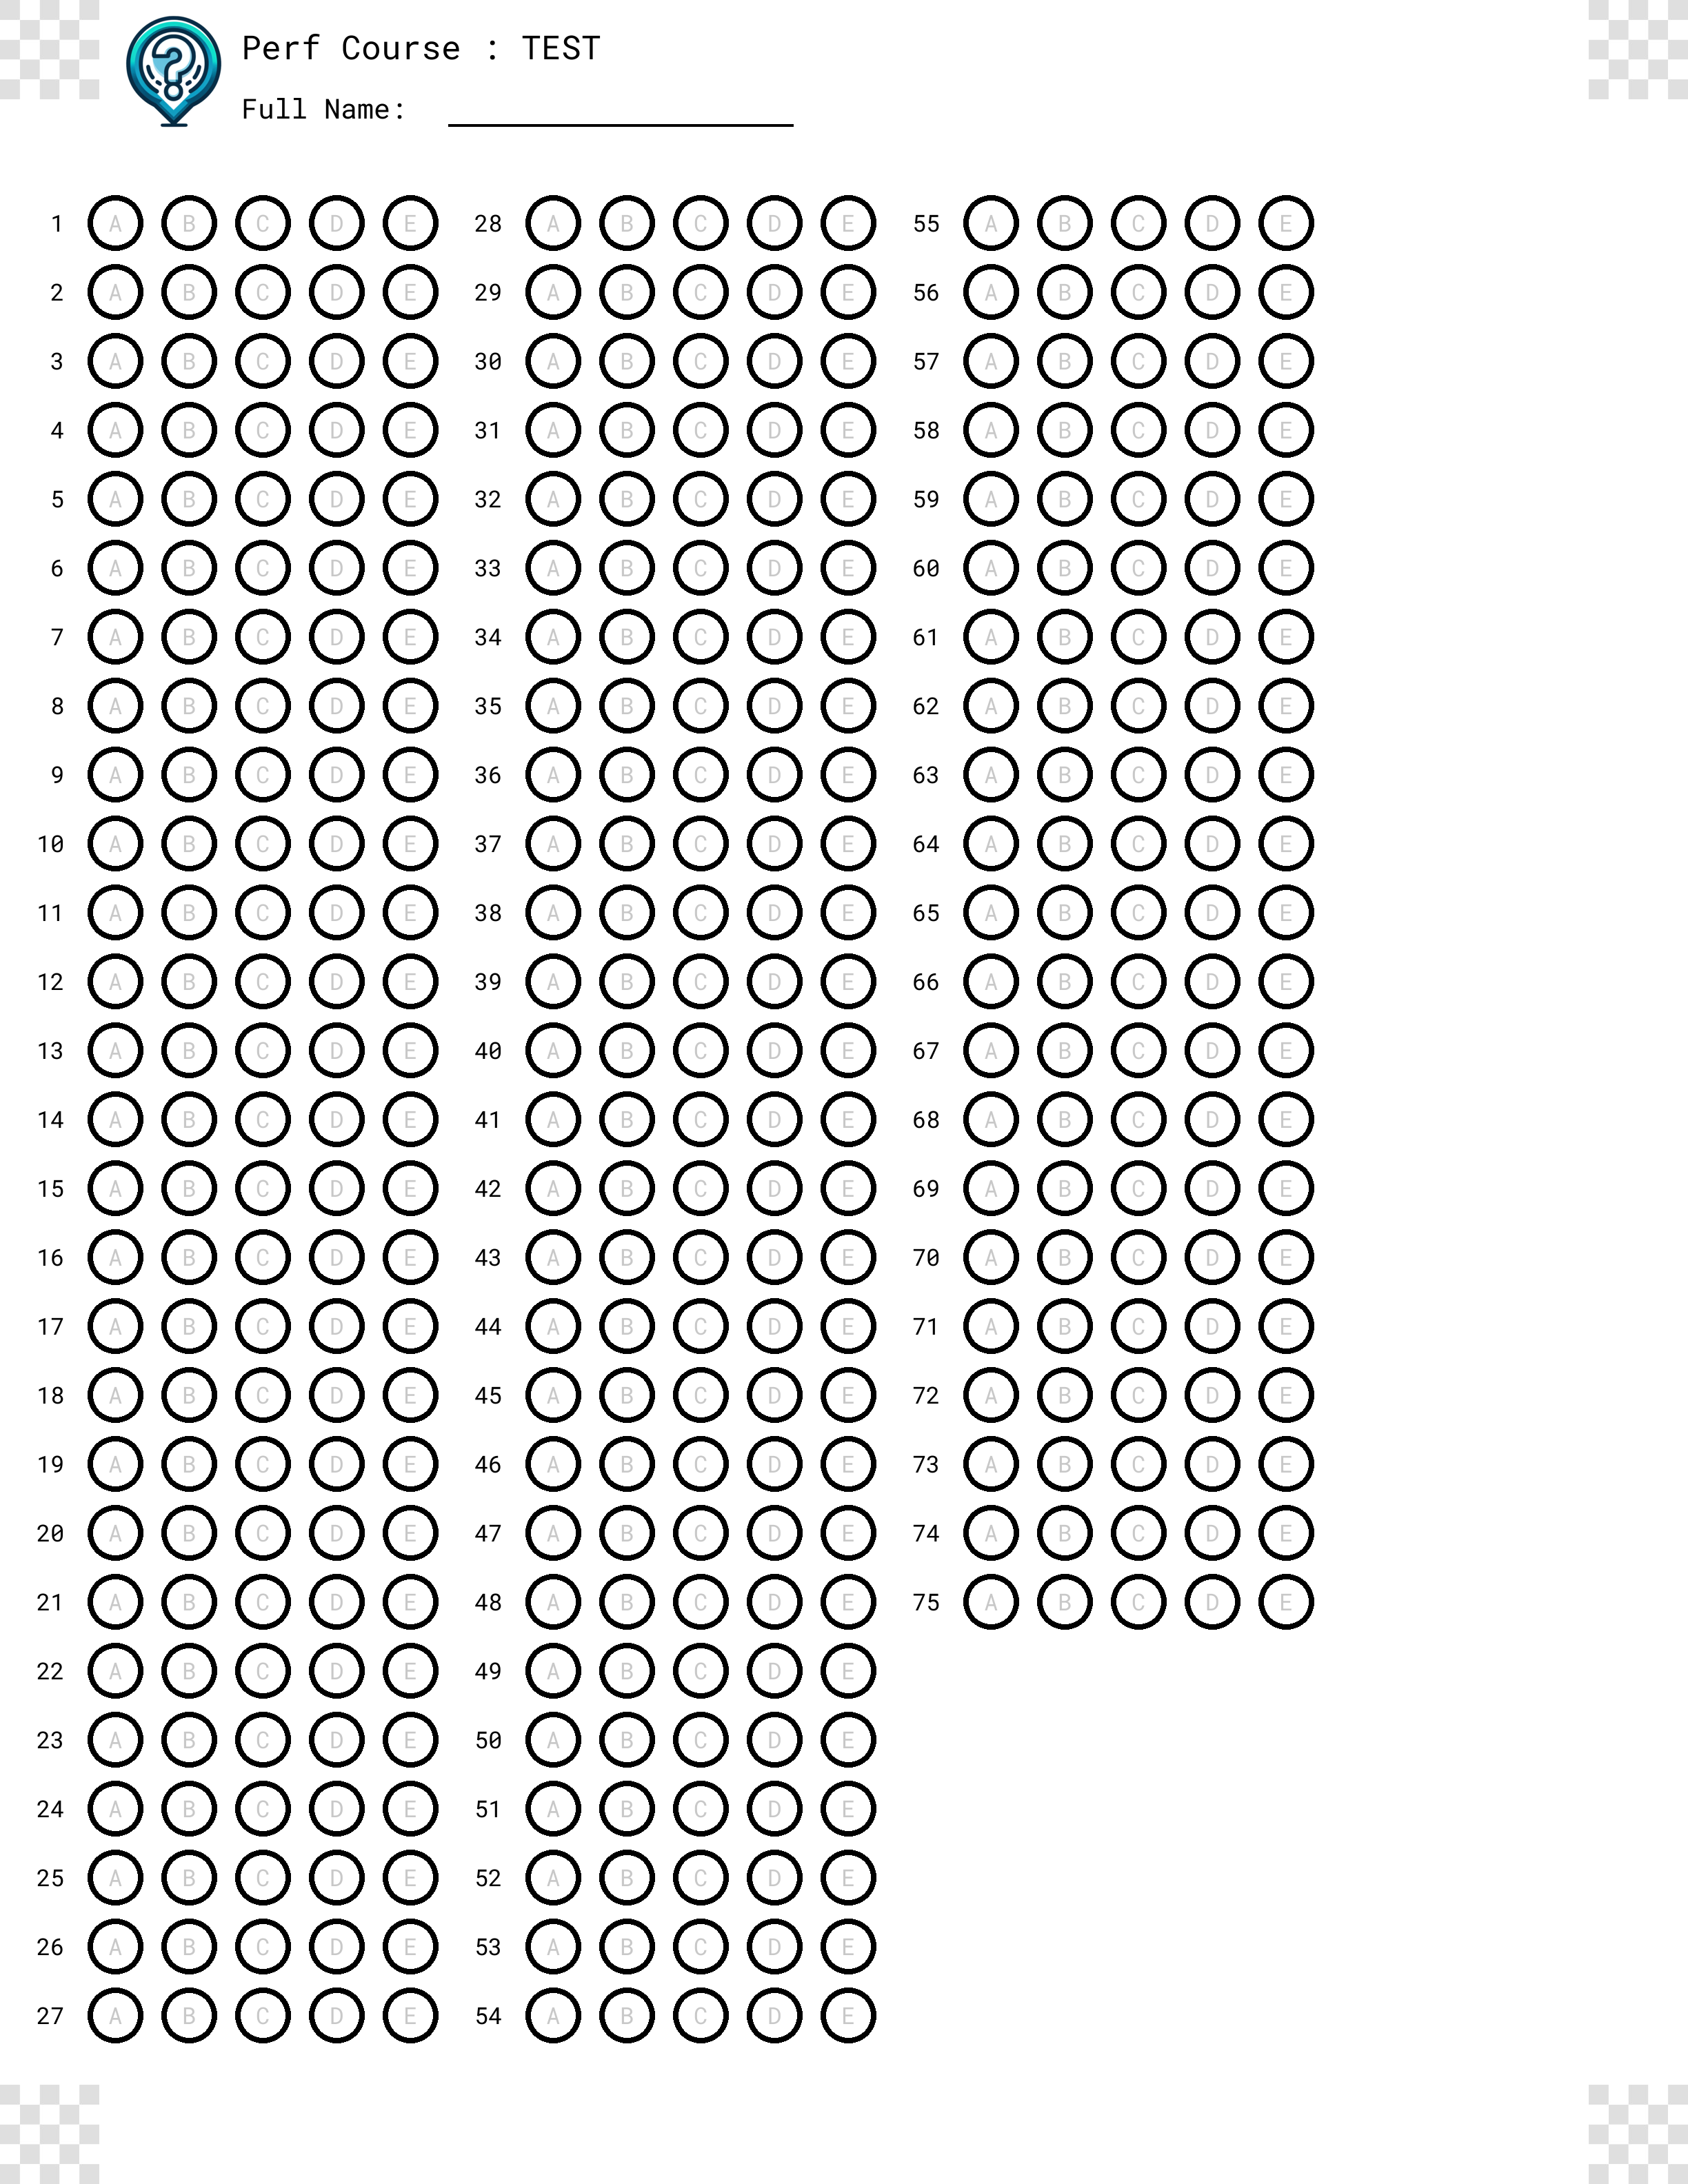 Perf Course : TEST
Full Name:
1 A B C D E
2 A B C D E
3 A B C D E
4 A B C D E
5 A B C D E
6 A B C D E
7 A B C D E
8 A B C D E
9 A B C D E
10 A B C D E
11 A B C D E
12 A B C D E
13 A B C D E
14 A B C D E
15 A B C D E
16 A B C D E
17 A B C D E
18 A B C D E
19 A B C D E
20 A B C D E
21 A B C D E
22 A B C D E
23 A B C D E
24 A B C D E
25 A B C D E
26 A B C D E
27 A B C D E
28 A B C D E
29 A B C D E
30 A B C D E
31 A B C D E
32 A B C D E
33 A B C D E
34 A B C D E
35 A B C D E
36 A B C D E
37 A B C D E
38 A B C D E
39 A B C D E
40 A B C D E
41 A B C D E
42 A B C D E
43 A B C D E
44 A B C D E
45 A B C D E
46 A B C D E
47 A B C D E
48 A B C D E
49 A B C D E
50 A B C D E
51 A B C D E
52 A B C D E
53 A B C D E
54 A B C D E
55 A B C D E
56 A B C D E
57 A B C D E
58 A B C D E
59 A B C D E
60 A B C D E
61 A B C D E
62 A B C D E
63 A B C D E
64 A B C D E
65 A B C D E
66 A B C D E
67 A B C D E
68 A B C D E
69 A B C D E
70 A B C D E
71 A B C D E
72 A B C D E
73 A B C D E
74 A B C D E
75 A B C D E